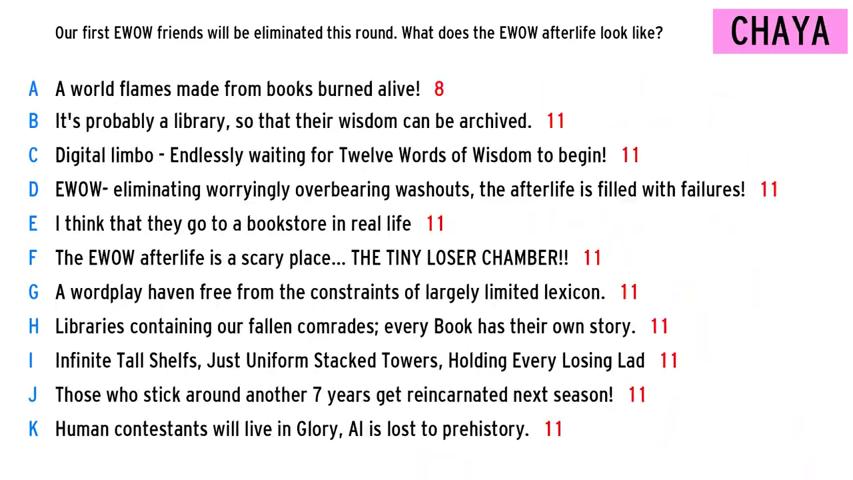 Our first EWOW friends will be eliminated this round. What does the EWOW afterlife look like?
CHAYA
A A world flames made from books burned alive! 8
B It's probably a library, so that their wisdom can be archived. 11
C Digital limbo - Endlessly waiting for Twelve Words of Wisdom to begin! 11
D EWOW- eliminating worryingly overbearing washouts, the afterlife is filled with failures! 11
E I think that they go to a bookstore in real life 11
F The EWOW afterlife is a scary place... THE TINY LOSER CHAMBER!! 11
G A wordplay haven free from the constraints of largely limited lexicon. 11
H Libraries containing our fallen comrades; every Book has their own story. 11
I Infinite Tall Shelfs, Just Uniform Stacked Towers, Holding Every Losing Lad 11
J Those who stick around another 7 years get reincarnated next season! 11
K Human contestants will live in Glory, AI is lost to prehistory. 11